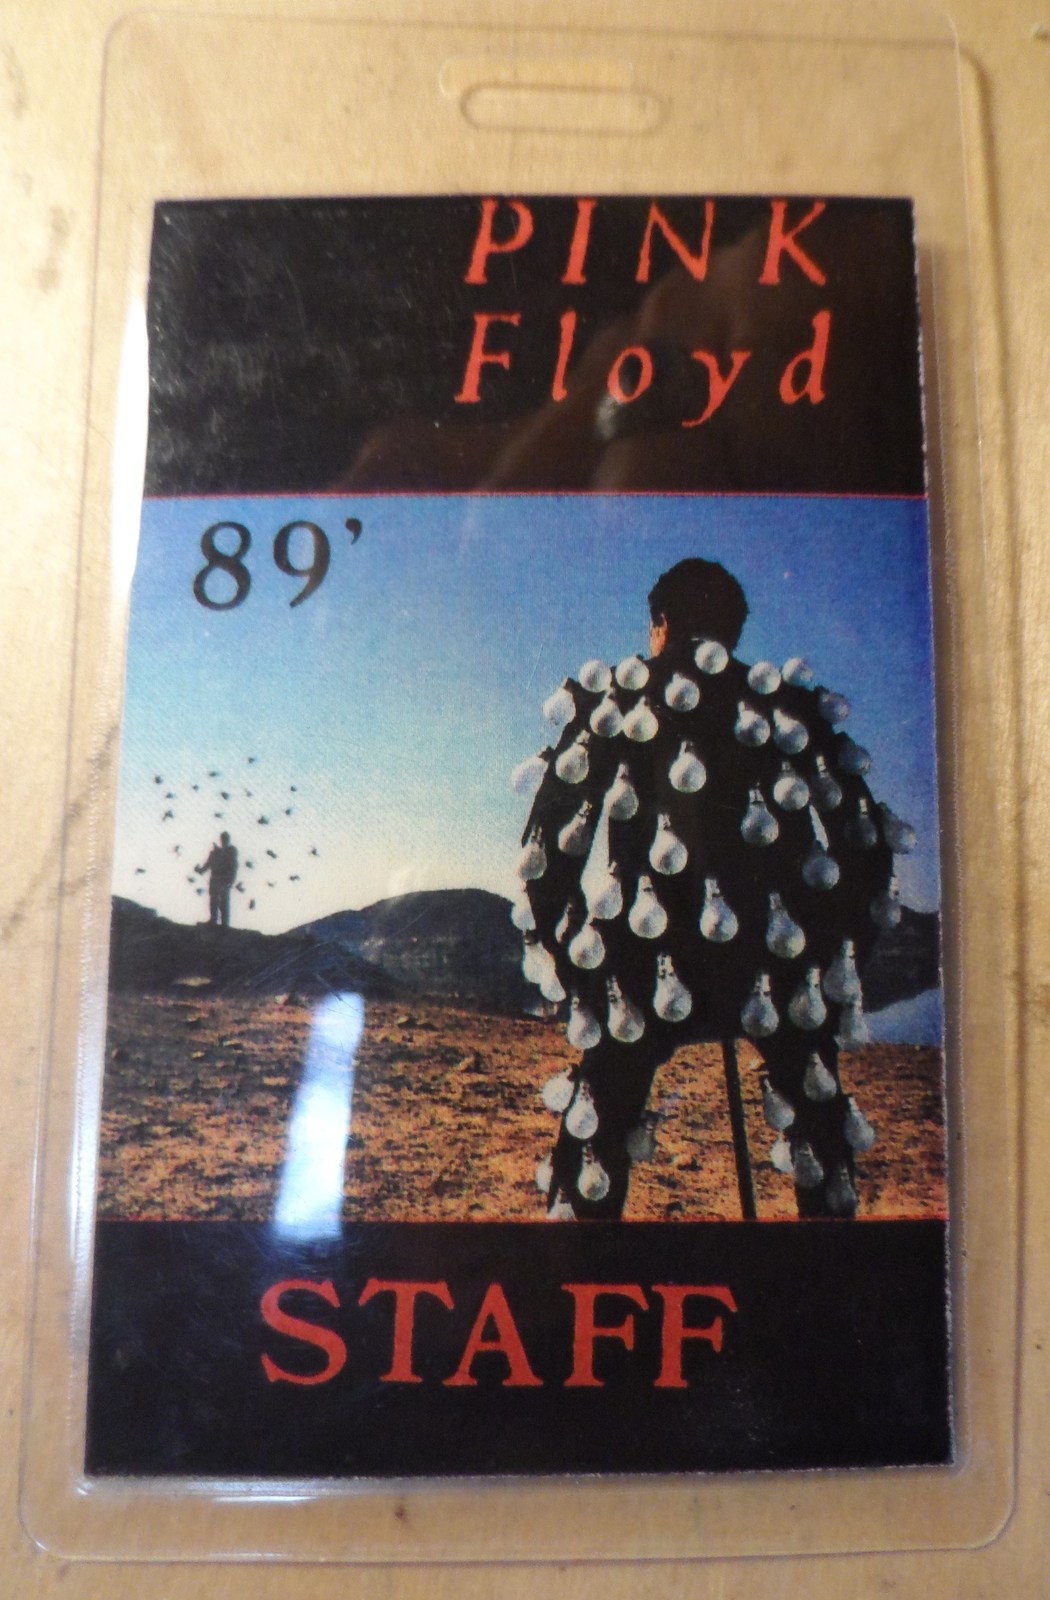 PINK
Floyd
89’
STAFF